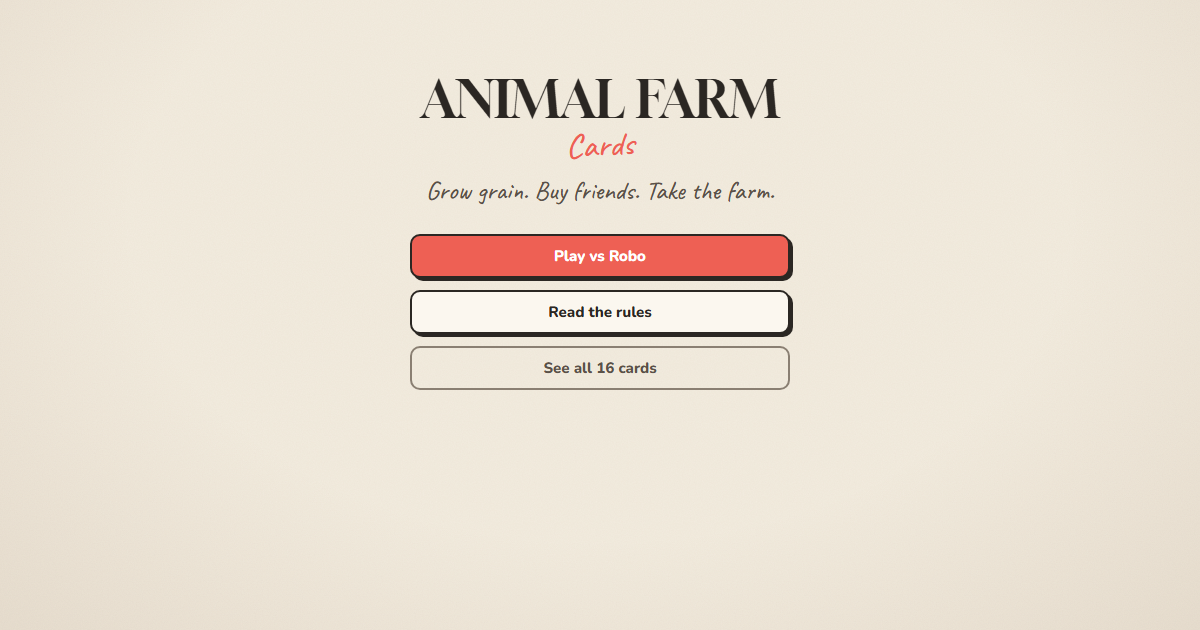 ANIMAL FARM
Cards
Grow grain. Buy friends. Take the farm.
Play vs Robo
Read the rules
See all 16 cards